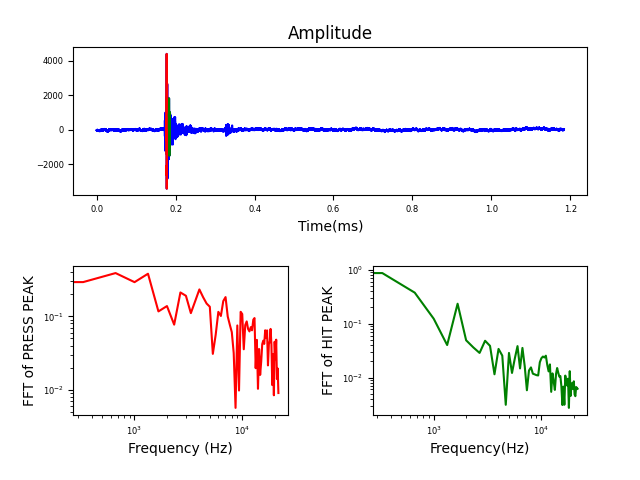 Amplitude
4000
2000
0
−2000
0.0 0.2 0.4 0.6 0.8 1.0 1.2
Time(ms)
FFT of PRESS PEAK
10⁻¹
10⁻²
10³ 10⁴
Frequency (Hz)
FFT of HIT PEAK
10⁰
10⁻¹
10⁻²
10³ 10⁴
Frequency(Hz)